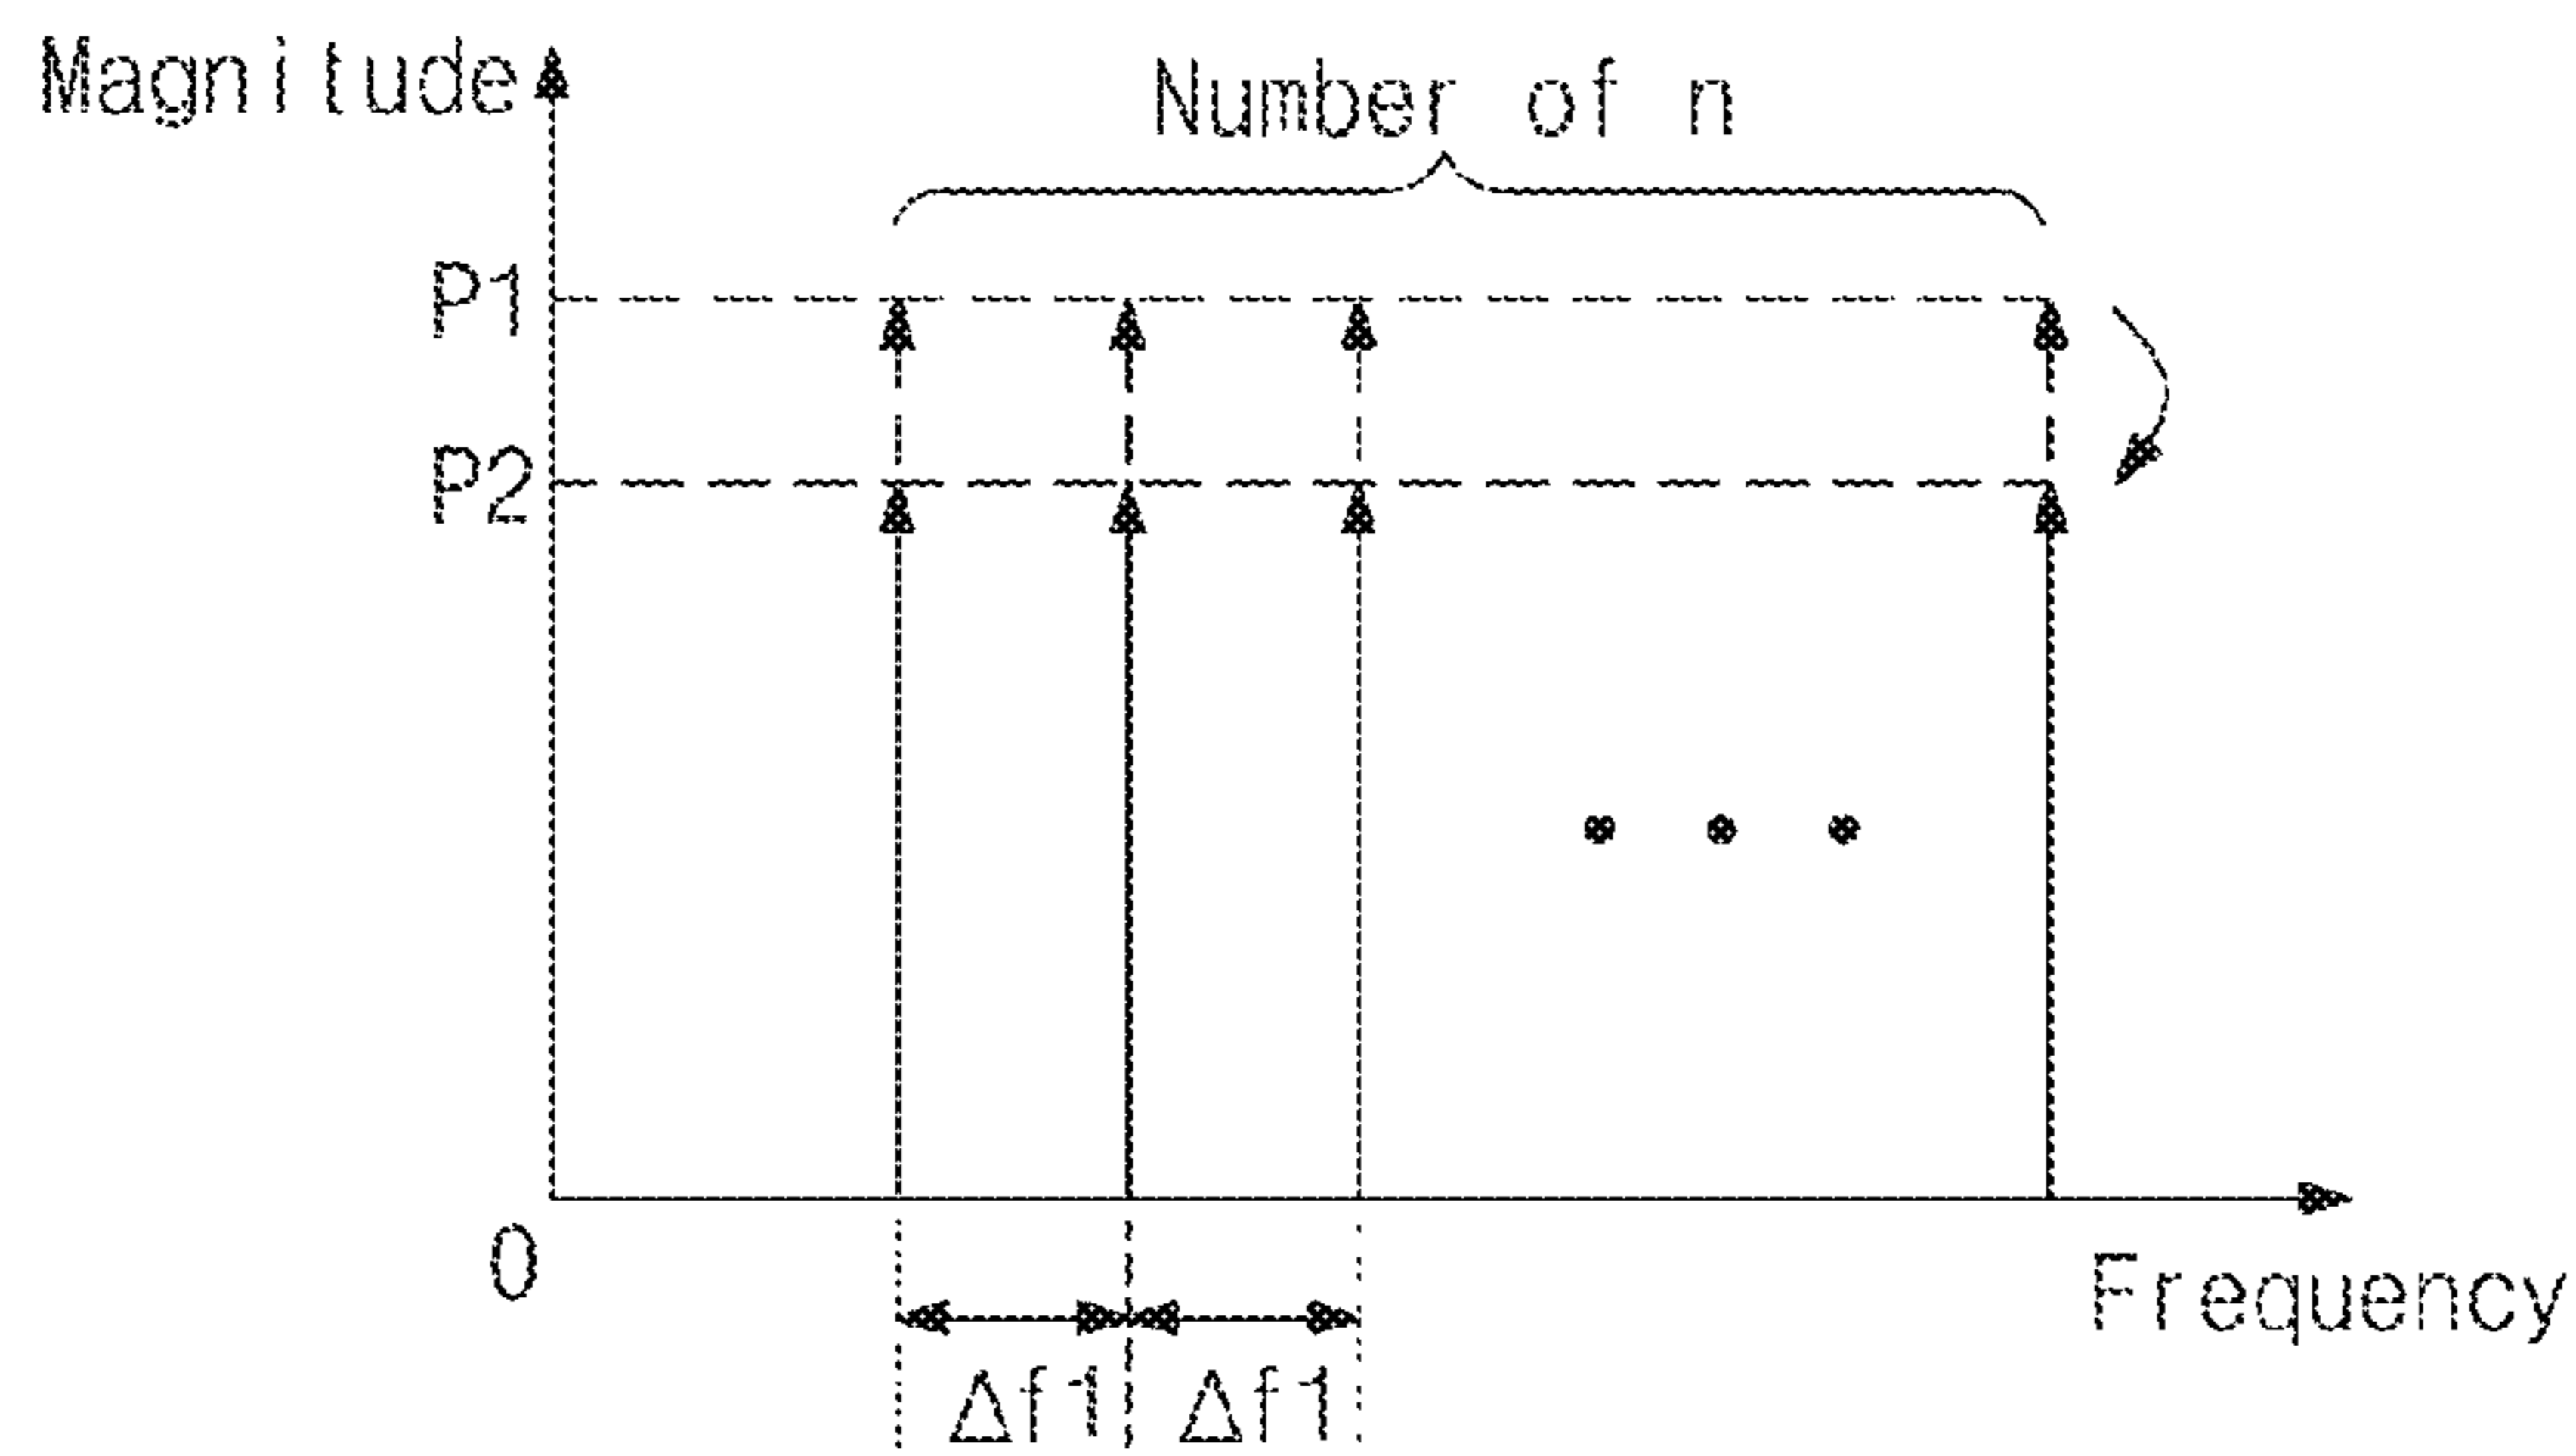 Magnitude
Number of n
P1
P2
0
Frequency
Δf1 Δf1